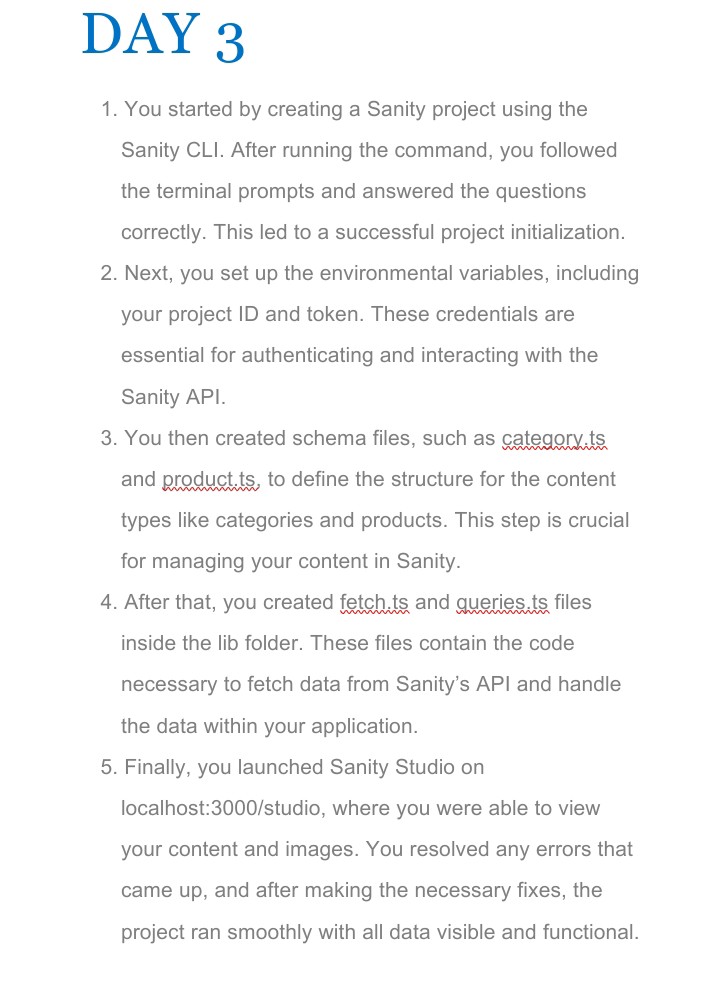 DAY 3
1. You started by creating a Sanity project using the
Sanity CLI. After running the command, you followed
the terminal prompts and answered the questions
correctly. This led to a successful project initialization.
2. Next, you set up the environmental variables, including
your project ID and token. These credentials are
essential for authenticating and interacting with the
Sanity API.
3. You then created schema files, such as category.ts
and product.ts, to define the structure for the content
types like categories and products. This step is crucial
for managing your content in Sanity.
4. After that, you created fetch.ts and queries.ts files
inside the lib folder. These files contain the code
necessary to fetch data from Sanity’s API and handle
the data within your application.
5. Finally, you launched Sanity Studio on
localhost:3000/studio, where you were able to view
your content and images. You resolved any errors that
came up, and after making the necessary fixes, the
project ran smoothly with all data visible and functional.